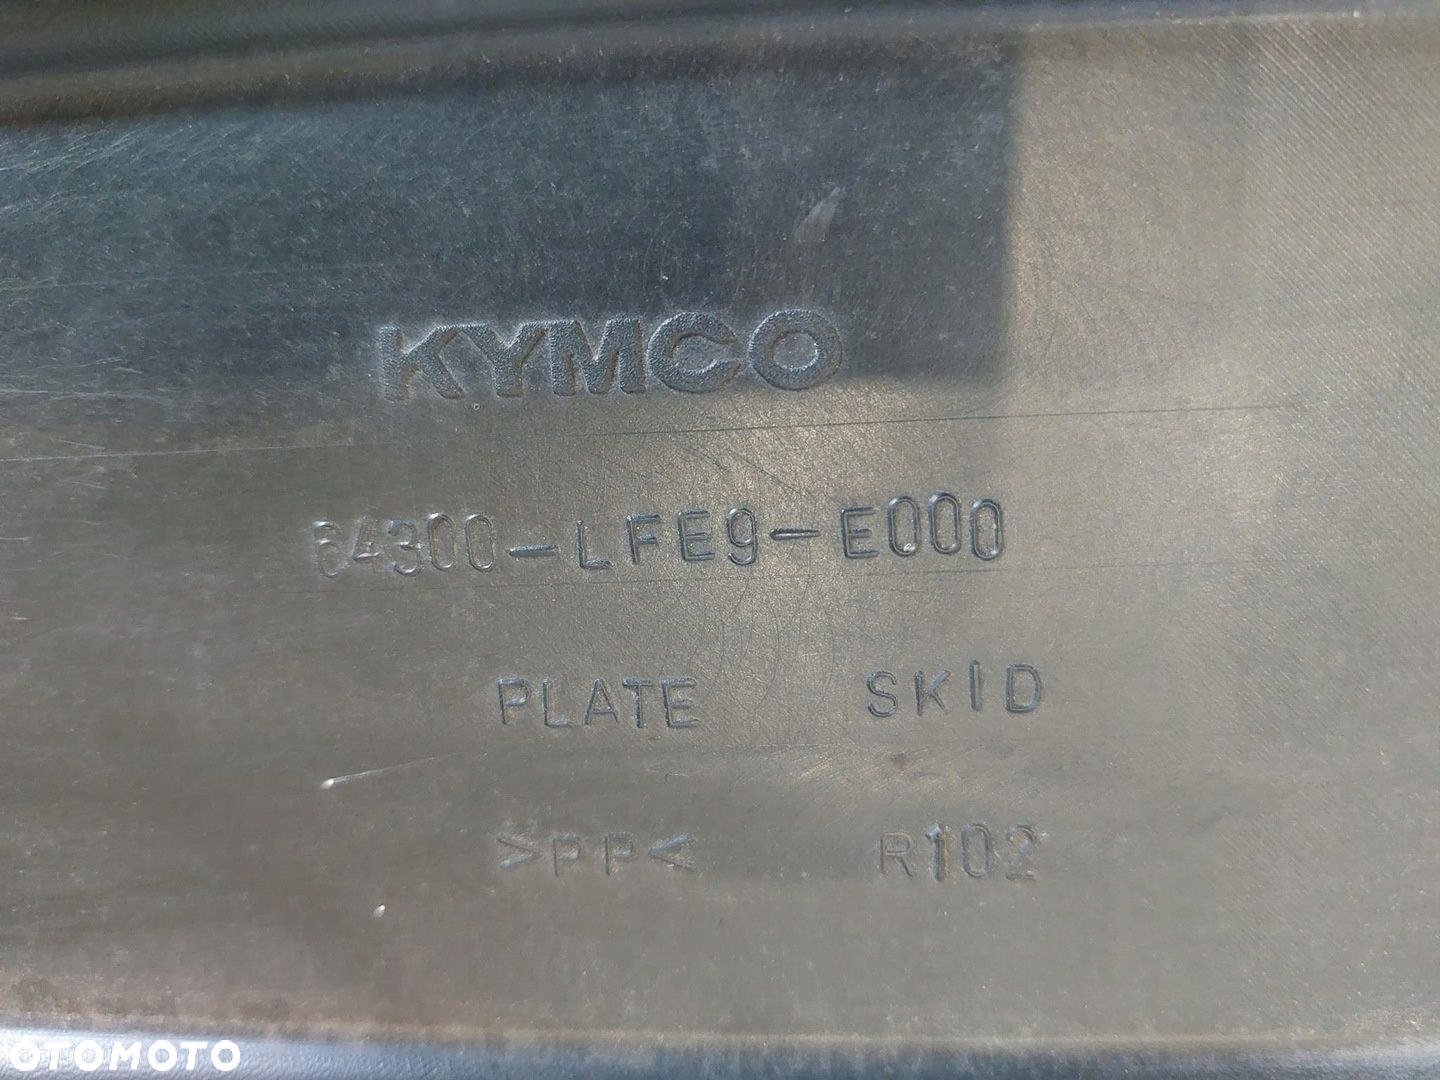 KYMCO
64300-LFE9-E000
PLATE SKID
>PP< R102
OTOMOTO